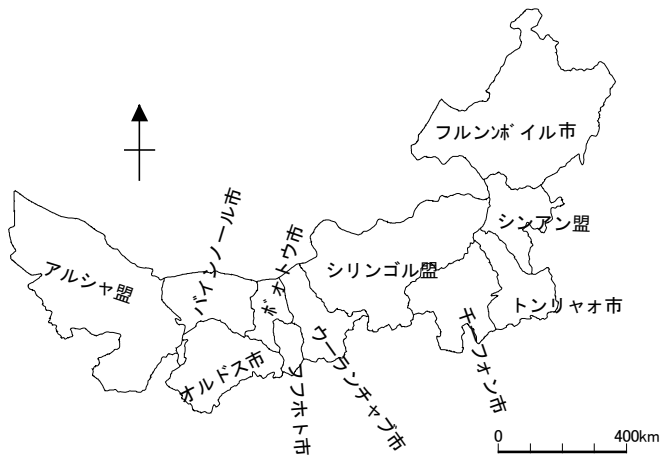 フルンボイル市
シンアン盟
トンリャオ市
シリンゴル盟
チーフォン市
ウーランチャブ市
フフホト市
ボォトウ市
バインノール市
オルドス市
アルシャ盟
0 400km